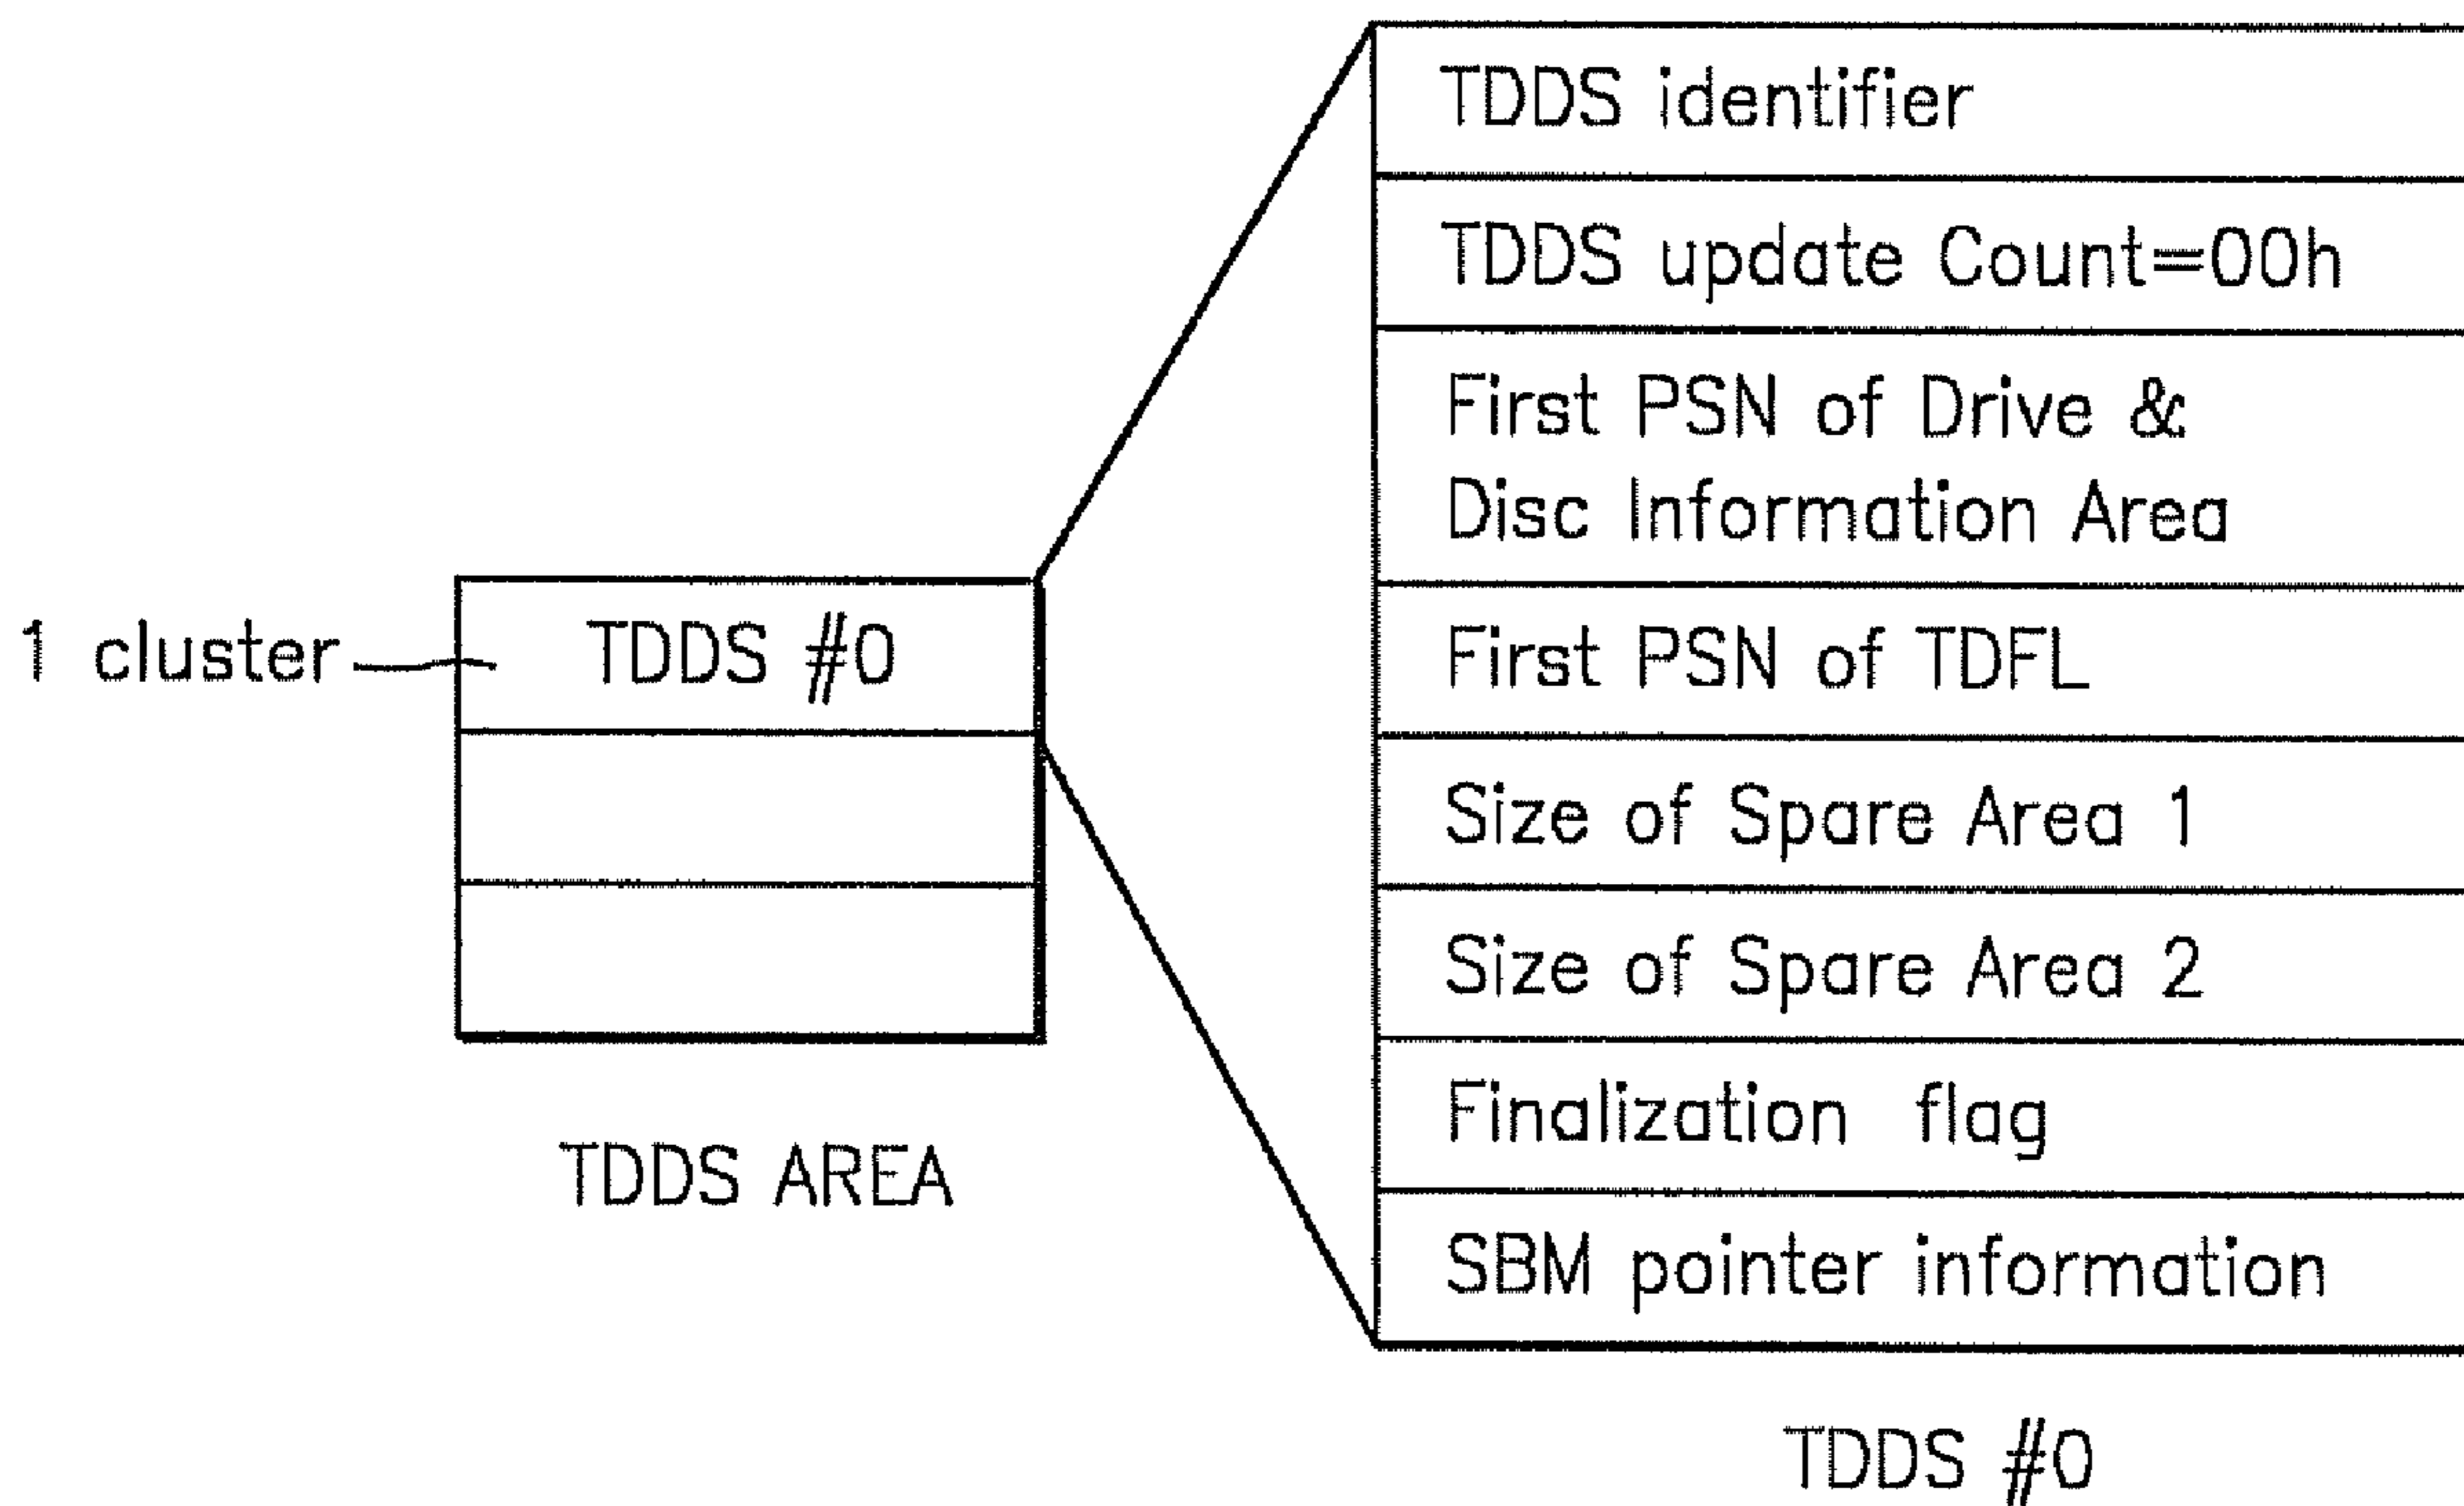 1 cluster
TDDS #0
TDDS AREA
TDDS identifier
TDDS update Count=00h
First PSN of Drive &
Disc Information Area
First PSN of TDFL
Size of Spare Area 1
Size of Spare Area 2
Finalization flag
SBM pointer information
TDDS #0